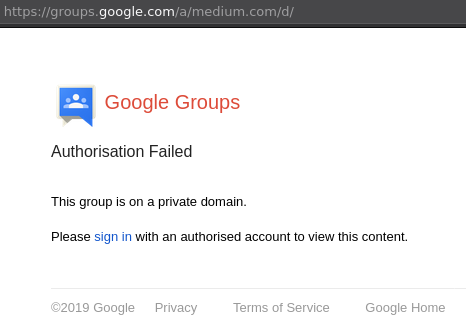 https://groups.google.com/a/medium.com/d/
Google Groups
Authorisation Failed
This group is on a private domain.
Please sign in with an authorised account to view this content.
©2019 Google Privacy Terms of Service Google Home